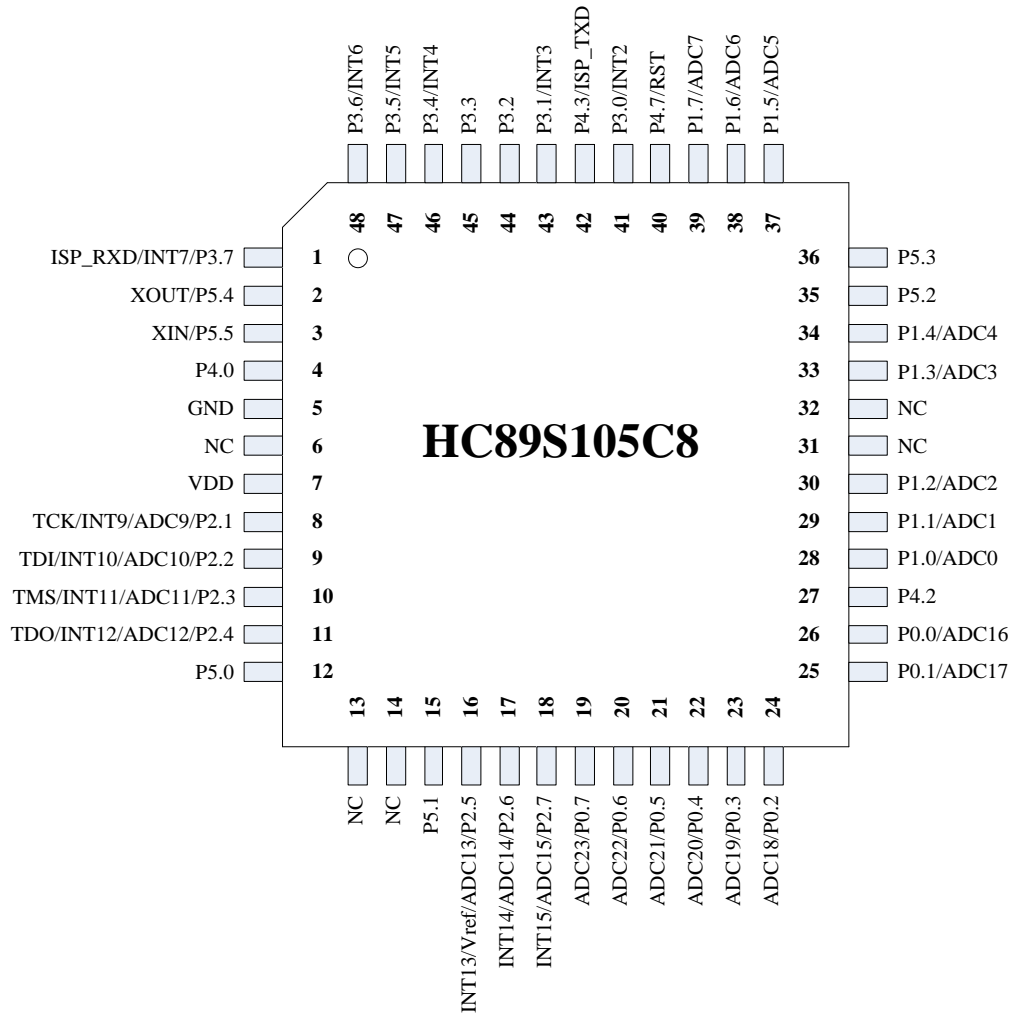 P3.6/INT6
P3.5/INT5
P3.4/INT4
P3.3
P3.2
P3.1/INT3
P4.3/ISP_TXD
P3.0/INT2
P4.7/RST
P1.7/ADC7
P1.6/ADC6
P1.5/ADC5
48
47
46
45
44
43
42
41
40
39
38
37
ISP_RXD/INT7/P3.7 1
XOUT/P5.4 2
XIN/P5.5 3
P4.0 4
GND 5
NC 6
VDD 7
TCK/INT9/ADC9/P2.1 8
TDI/INT10/ADC10/P2.2 9
TMS/INT11/ADC11/P2.3 10
TDO/INT12/ADC12/P2.4 11
P5.0 12
HC89S105C8
36 P5.3
35 P5.2
34 P1.4/ADC4
33 P1.3/ADC3
32 NC
31 NC
30 P1.2/ADC2
29 P1.1/ADC1
28 P1.0/ADC0
27 P4.2
26 P0.0/ADC16
25 P0.1/ADC17
13
14
15
16
17
18
19
20
21
22
23
24
NC
NC
P5.1
INT13/Vref/ADC13/P2.5
INT14/ADC14/P2.6
INT15/ADC15/P2.7
ADC23/P0.7
ADC22/P0.6
ADC21/P0.5
ADC20/P0.4
ADC19/P0.3
ADC18/P0.2